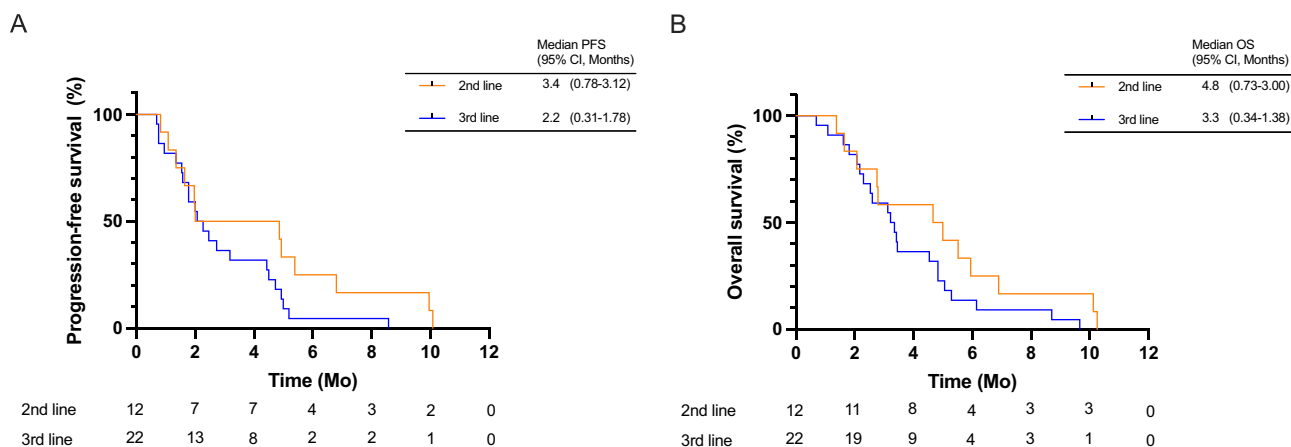 A
Median PFS
(95% CI, Months)
2nd line 3.4 (0.78-3.12)
3rd line 2.2 (0.31-1.78)
Progression-free survival (%)
100
50
0
0 2 4 6 8 10 12
Time (Mo)
2nd line 12 7 7 4 3 2 0
3rd line 22 13 8 2 2 1 0
B
Median OS
(95% CI, Months)
2nd line 4.8 (0.73-3.00)
3rd line 3.3 (0.34-1.38)
Overall survival (%)
100
50
0
0 2 4 6 8 10 12
Time (Mo)
2nd line 12 11 8 4 3 3 0
3rd line 22 19 9 4 3 1 0